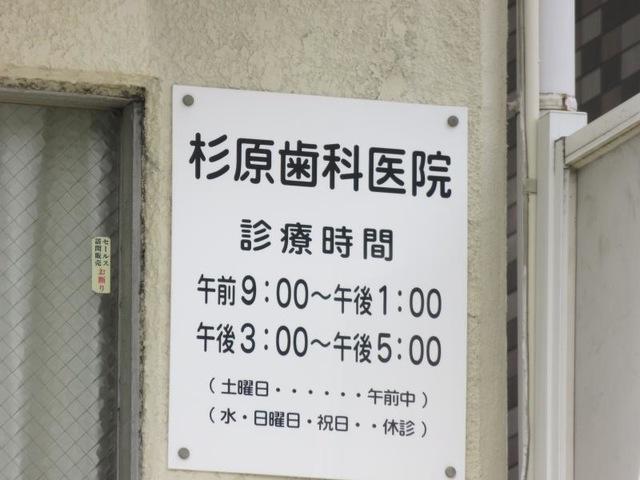 杉原歯科医院
診療時間
午前9:00～午後1:00
午後3:00～午後5:00
（土曜日・・・・・・午前中）
（水・日曜日・祝日・・休診）
セールス
訪問販売
お断り